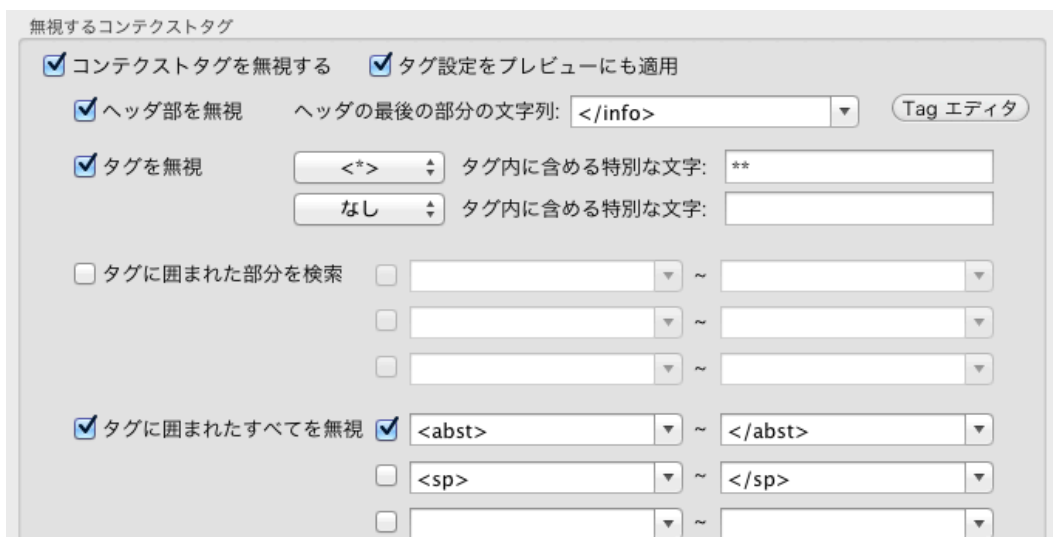 無視するコンテクストタグ
コンテクストタグを無視する タグ設定をプレビューにも適用
ヘッダ部を無視 ヘッダの最後の部分の文字列: </info> Tag エディタ
タグを無視 <*> タグ内に含める特別な文字: **
なし タグ内に含める特別な文字:
タグに囲まれた部分を検索 ~
~
~
タグに囲まれたすべてを無視 <abst> ~ </abst>
<sp> ~ </sp>
~